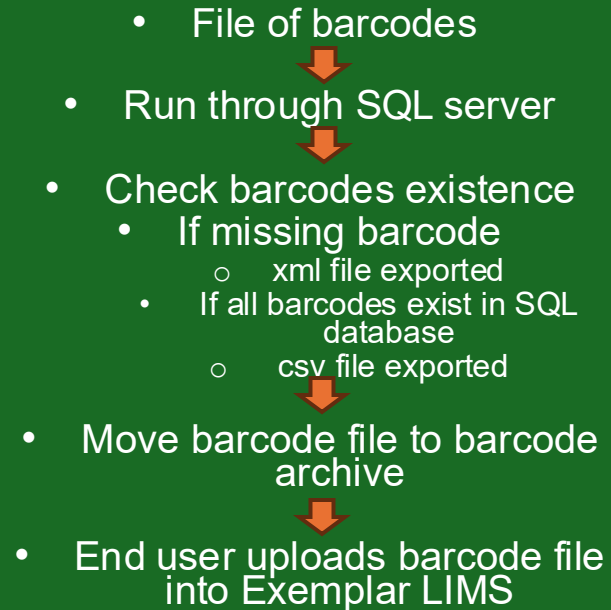 • File of barcodes
• Run through SQL server
• Check barcodes existence
• If missing barcode
○ xml file exported
• If all barcodes exist in SQL
database
○ csv file exported
• Move barcode file to barcode
archive
• End user uploads barcode file
into Exemplar LIMS